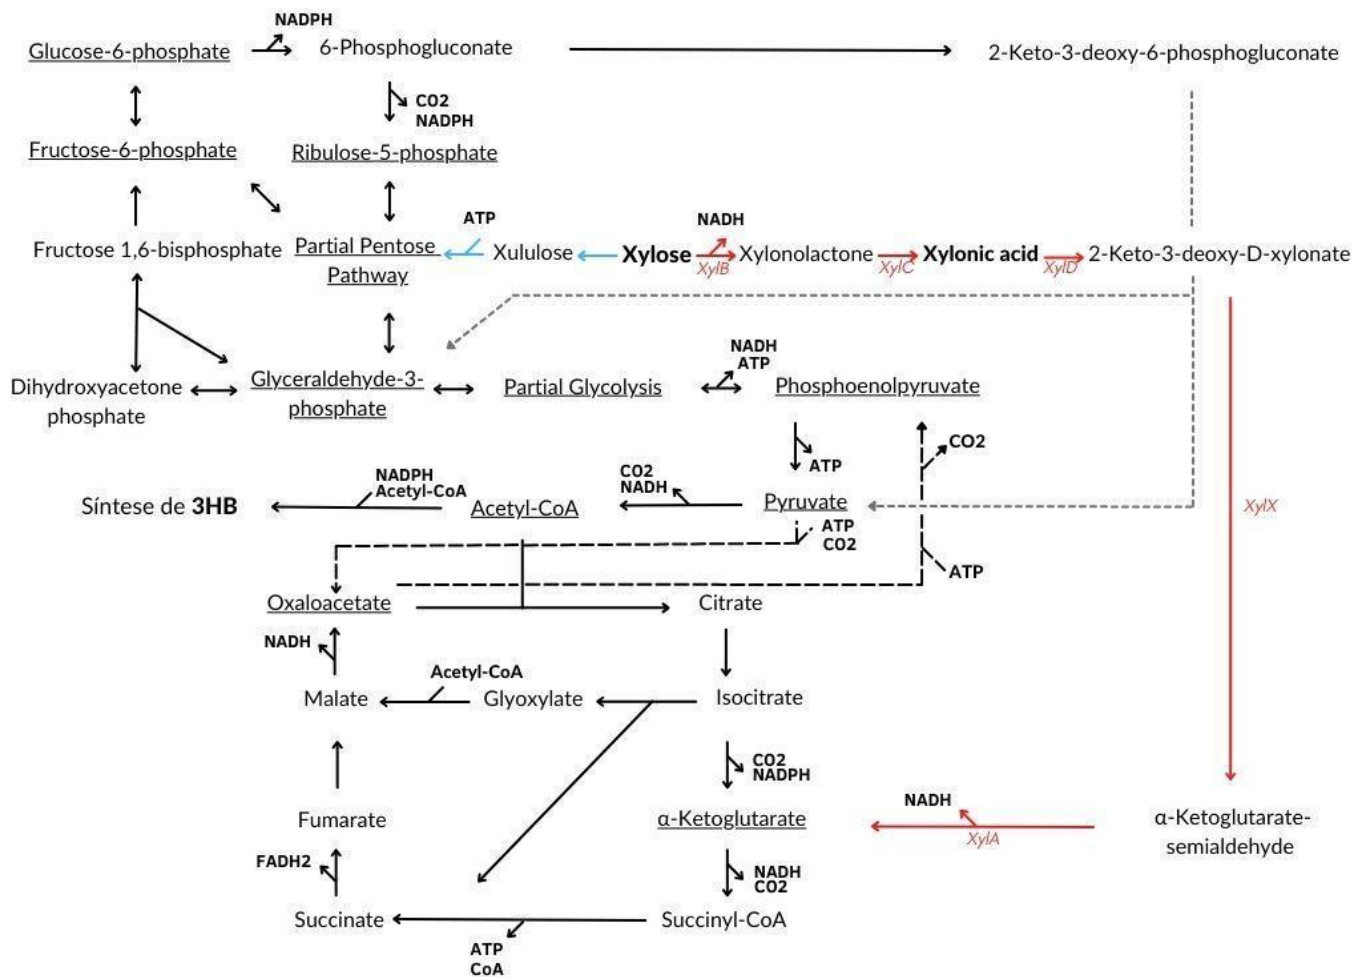 NADPH
Glucose-6-phosphate
6-Phosphogluconate
2-Keto-3-deoxy-6-phosphogluconate
CO2
NADPH
Fructose-6-phosphate
Ribulose-5-phosphate
ATP
NADH
Fructose 1,6-bisphosphate
Partial Pentose
Pathway
Xululose
Xylose
XylB
Xylonolactone
XylC
Xylonic acid
XylD
2-Keto-3-deoxy-D-xylonate
NADH
ATP
Dihydroxyacetone
phosphate
Glyceraldehyde-3-
phosphate
Partial Glycolysis
Phosphoenolpyruvate
CO2
ATP
NADPH
Acetyl-CoA
CO2
NADH
Síntese de 3HB
Acetyl-CoA
Pyruvate
XylX
ATP
CO2
ATP
Oxaloacetate
Citrate
NADH
Acetyl-CoA
Malate
Glyoxylate
Isocitrate
CO2
NADPH
NADH
Fumarate
α-Ketoglutarate
XylA
α-Ketoglutarate-
semialdehyde
FADH2
NADH
CO2
Succinate
Succinyl-CoA
ATP
CoA